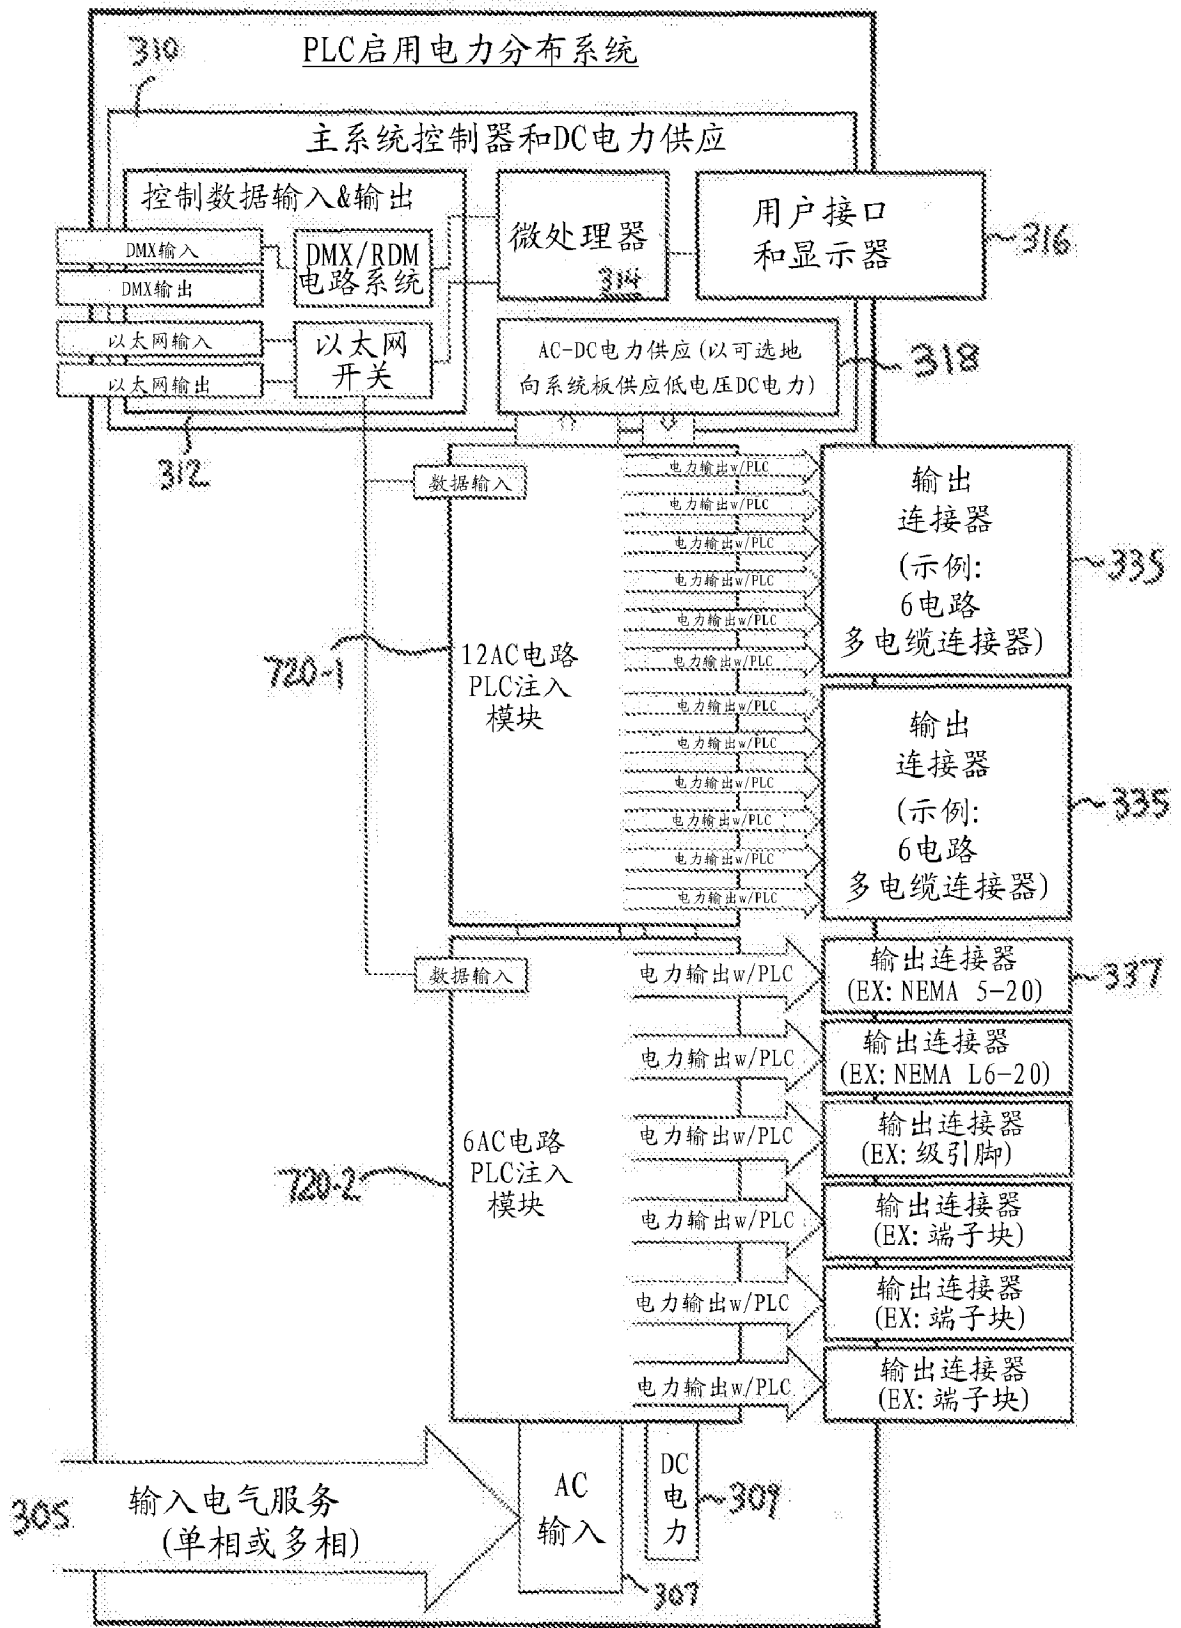 PLC启用电力分布系统
310
主系统控制器和DC电力供应
控制数据输入&输出
DMX输入
DMX输出
以太网输入
以太网输出
DMX/RDM
电路系统
以太网
开关
微处理器
314
用户接口
和显示器
316
AC-DC电力供应(以可选地
向系统板供应低电压DC电力)
318
312
数据输入
720-1
12AC电路
PLC注入
模块
电力输出w/PLC
电力输出w/PLC
电力输出w/PLC
电力输出w/PLC
电力输出w/PLC
电力输出w/PLC
电力输出w/PLC
电力输出w/PLC
电力输出w/PLC
电力输出w/PLC
电力输出w/PLC
电力输出w/PLC
输出
连接器
(示例:
6电路
多电缆连接器)
335
输出
连接器
(示例:
6电路
多电缆连接器)
335
数据输入
720-2
6AC电路
PLC注入
模块
电力输出w/PLC
输出连接器
(EX: NEMA 5-20)
337
电力输出w/PLC
输出连接器
(EX: NEMA L6-20)
电力输出w/PLC
输出连接器
(EX: 级引脚)
电力输出w/PLC
输出连接器
(EX: 端子块)
电力输出w/PLC
输出连接器
(EX: 端子块)
电力输出w/PLC
输出连接器
(EX: 端子块)
305
输入电气服务
(单相或多相)
AC
输入
307
DC
电
力
309